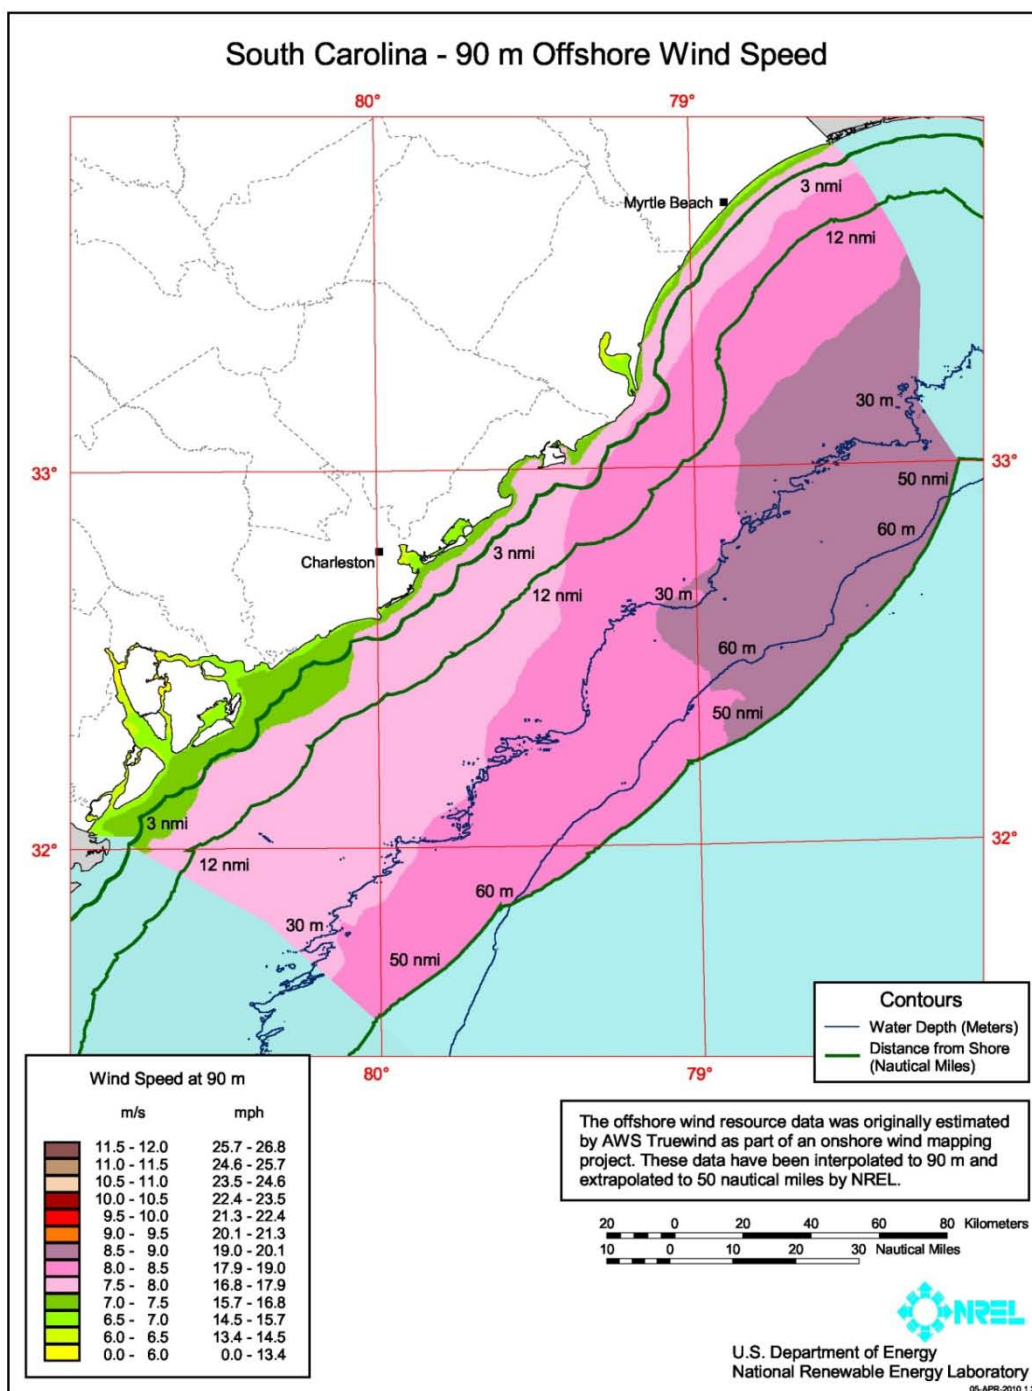 South Carolina - 90 m Offshore Wind Speed
80°
79°
Myrtle Beach
3 nmi
12 nmi
30 m
33°
33°
50 nmi
60 m
Charleston
3 nmi
12 nmi
30 m
60 m
50 nmi
3 nmi
32°
32°
12 nmi
60 m
30 m
50 nmi
80°
79°
Contours
Water Depth (Meters)
Distance from Shore
(Nautical Miles)
Wind Speed at 90 m
m/s mph
11.5 - 12.0 25.7 - 26.8
11.0 - 11.5 24.6 - 25.7
10.5 - 11.0 23.5 - 24.6
10.0 - 10.5 22.4 - 23.5
9.5 - 10.0 21.3 - 22.4
9.0 - 9.5 20.1 - 21.3
8.5 - 9.0 19.0 - 20.1
8.0 - 8.5 17.9 - 19.0
7.5 - 8.0 16.8 - 17.9
7.0 - 7.5 15.7 - 16.8
6.5 - 7.0 14.5 - 15.7
6.0 - 6.5 13.4 - 14.5
0.0 - 6.0 0.0 - 13.4
The offshore wind resource data was originally estimated
by AWS Truewind as part of an onshore wind mapping
project. These data have been interpolated to 90 m and
extrapolated to 50 nautical miles by NREL.
20 0 20 40 60 80 Kilometers
10 0 10 20 30 Nautical Miles
NREL
U.S. Department of Energy
National Renewable Energy Laboratory
05-APR-2010